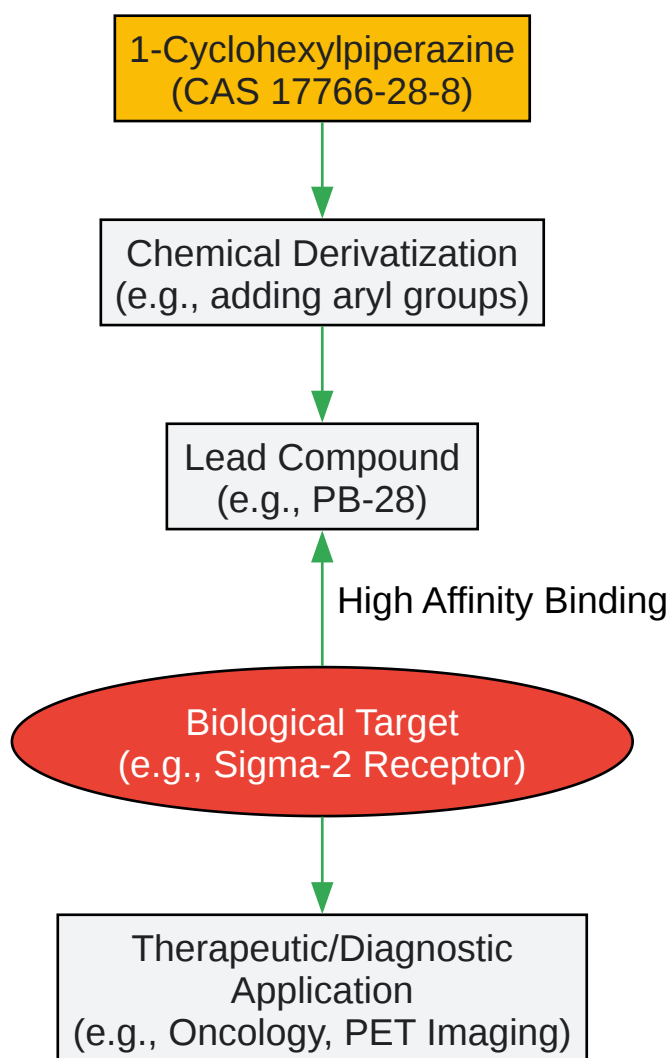 1-Cyclohexylpiperazine
(CAS 17766-28-8)
Chemical Derivatization
(e.g., adding aryl groups)
Lead Compound
(e.g., PB-28)
High Affinity Binding
Biological Target
(e.g., Sigma-2 Receptor)
Therapeutic/Diagnostic
Application
(e.g., Oncology, PET Imaging)